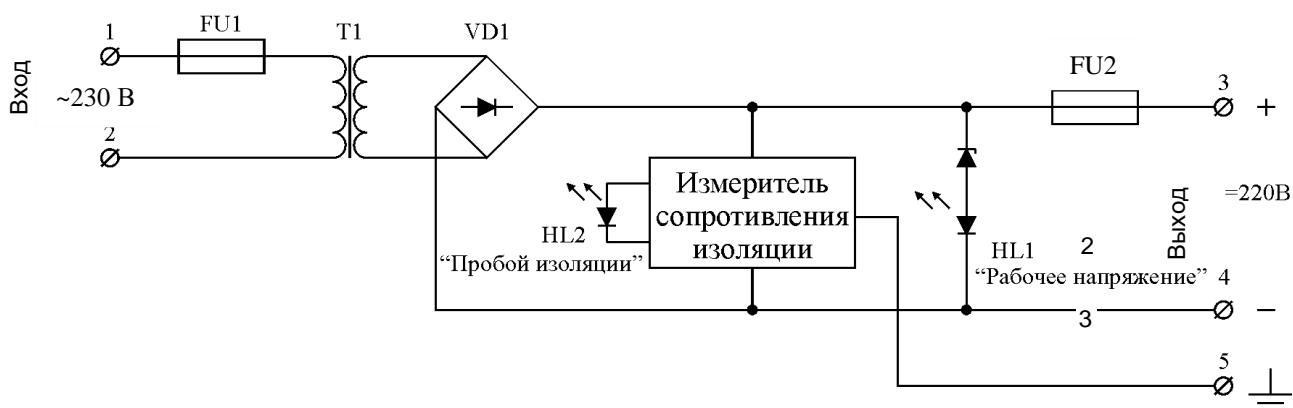 1
FU1
T1
VD1
FU2
3
+
Вход
~230 В
2
Измеритель
сопротивления
изоляции
HL2
“Пробой изоляции”
HL1
“Рабочее напряжение”
2
3
Выход
=220В
4
−
5